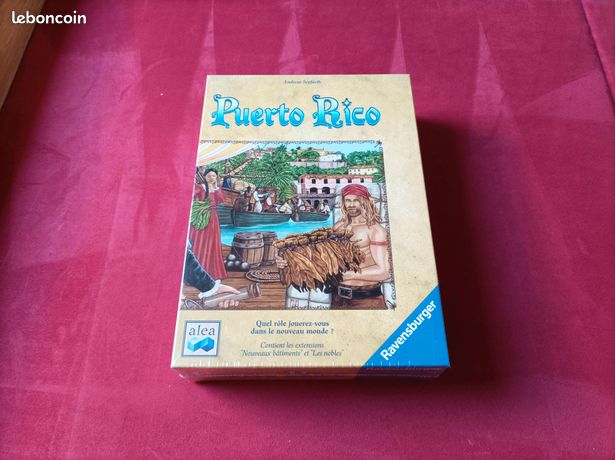 leboncoin
Andreas Seyfarth
Puerto Rico
Quel rôle jouerez-vous
dans le nouveau monde ?
Contient les extensions
"Nouveaux bâtiments" et "Les nobles"
alea
Ravensburger